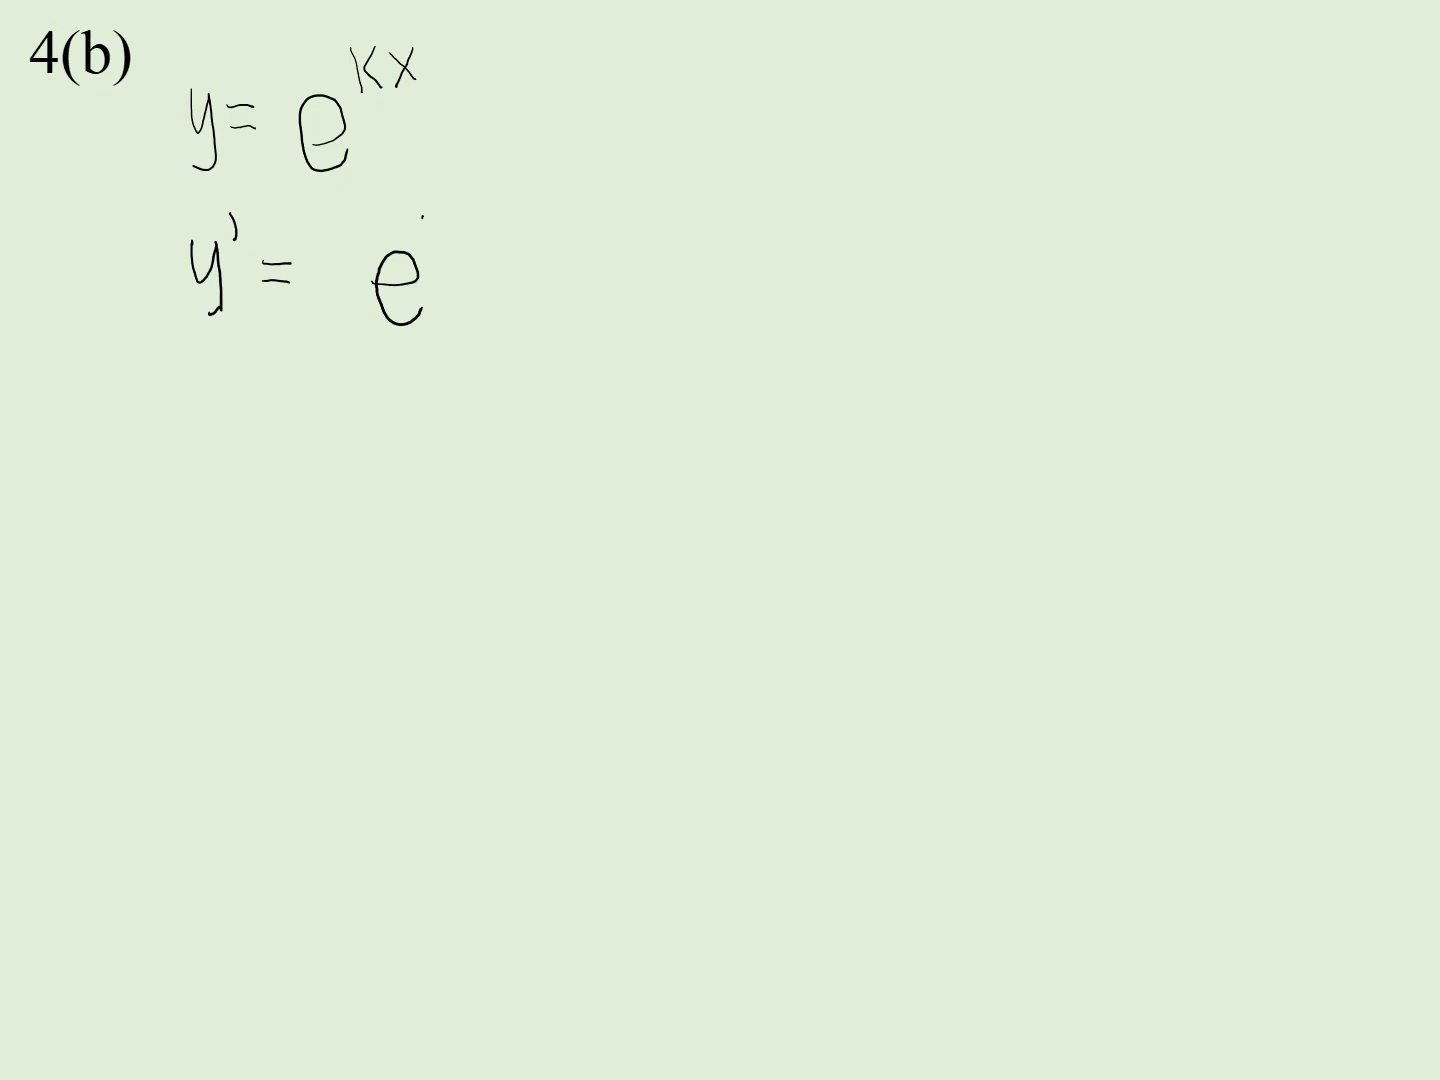 4(b)
y = e^{kx}
y' = e